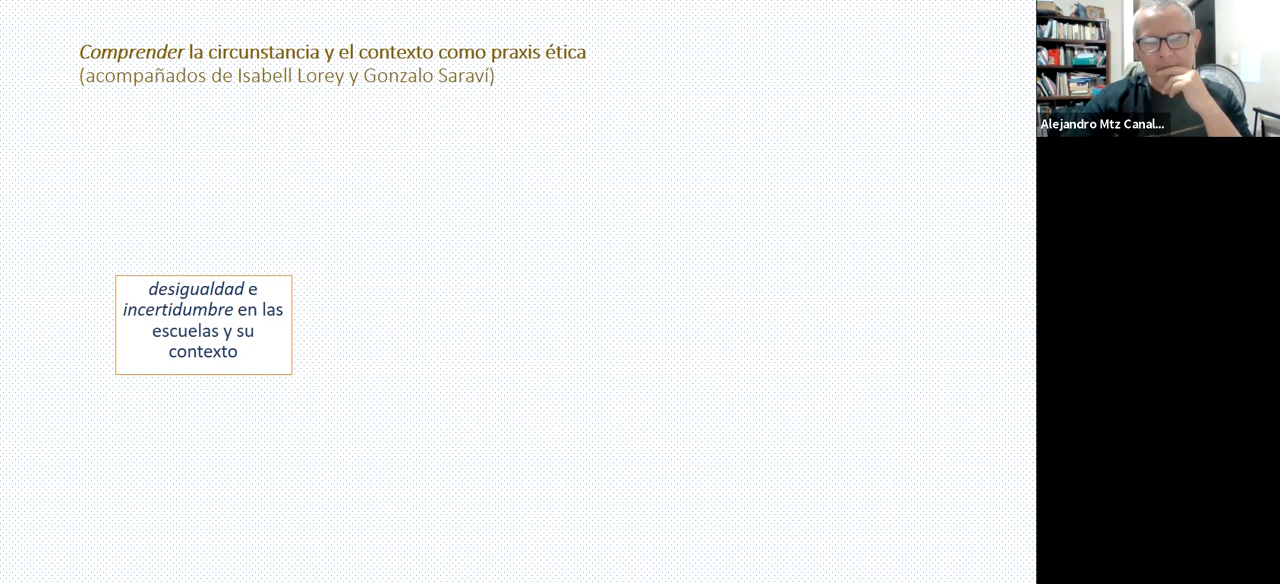 Comprender la circunstancia y el contexto como praxis ética
(acompañados de Isabell Lorey y Gonzalo Saraví)
desigualdad e
incertidumbre en las
escuelas y su
contexto
Alejandro Mtz Canal...